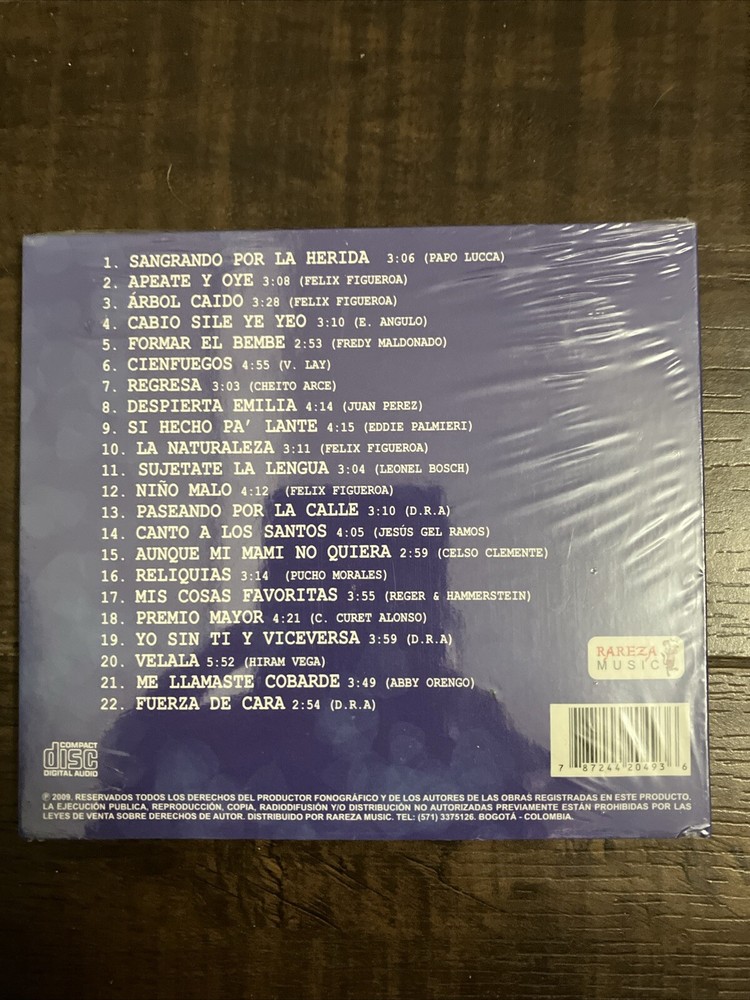 1. SANGRANDO POR LA HERIDA 3:06 (PAPO LUCCA)
2. APEATE Y OYE 3:08 (FELIX FIGUEROA)
3. ÁRBOL CAIDO 3:28 (FELIX FIGUEROA)
4. CABIO SILE YE YEO 3:10 (E. ANGULO)
5. FORMAR EL BEMBE 2:53 (FREDY MALDONADO)
6. CIENFUEGOS 4:55 (V. LAY)
7. REGRESA 3:03 (CHEITO ARCE)
8. DESPIERTA EMILIA 4:14 (JUAN PEREZ)
9. SI HECHO PA' LANTE 4:15 (EDDIE PALMIERI)
10. LA NATURALEZA 3:11 (FELIX FIGUEROA)
11. SUJETATE LA LENGUA 3:04 (LEONEL BOSCH)
12. NIÑO MALO 4:12 (FELIX FIGUEROA)
13. PASEANDO POR LA CALLE 3:10 (D.R.A)
14. CANTO A LOS SANTOS 4:05 (JESÚS GEL RAMOS)
15. AUNQUE MI MAMI NO QUIERA 2:59 (CELSO CLEMENTE)
16. RELIQUIAS 3:14 (PUCHO MORALES)
17. MIS COSAS FAVORITAS 3:55 (REGER & HAMMERSTEIN)
18. PREMIO MAYOR 4:21 (C. CURET ALONSO)
19. YO SIN TI Y VICEVERSA 3:59 (D.R.A)
20. VELALA 5:52 (HIRAM VEGA)
21. ME LLAMASTE COBARDE 3:49 (ABBY ORENGO)
22. FUERZA DE CARA 2:54 (D.R.A)
RAREZA
MUSIC
7 87244 20493 6
COMPACT
disc
DIGITAL AUDIO
℗ 2009. RESERVADOS TODOS LOS DERECHOS DEL PRODUCTOR FONOGRÁFICO Y DE LOS AUTORES DE LAS OBRAS REGISTRADAS EN ESTE PRODUCTO.
LA EJECUCIÓN PUBLICA, REPRODUCCIÓN, COPIA, RADIODIFUSIÓN Y/O DISTRIBUCIÓN NO AUTORIZADAS PREVIAMENTE ESTÁN PROHIBIDAS POR LAS
LEYES DE VENTA SOBRE DERECHOS DE AUTOR. DISTRIBUIDO POR RAREZA MUSIC. TEL: (571) 3375126. BOGOTÁ - COLOMBIA.